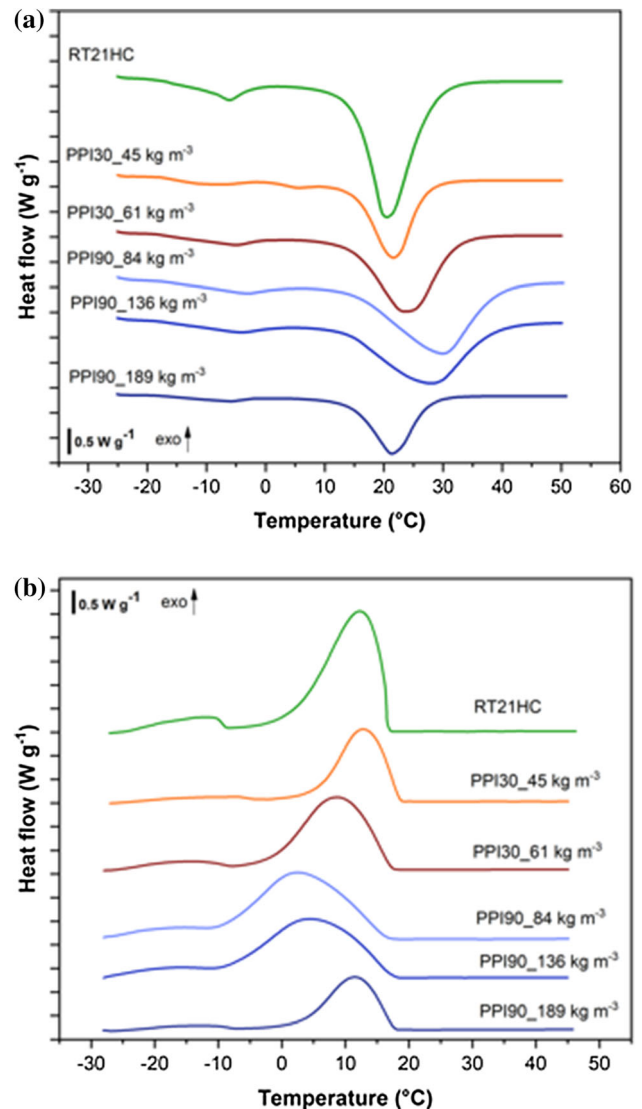 (a)
RT21HC
PPI30_45 kg m⁻³
PPI30_61 kg m⁻³
PPI90_84 kg m⁻³
PPI90_136 kg m⁻³
PPI90_189 kg m⁻³
0.5 W g⁻¹ exo
Heat flow (W g⁻¹)
-30 -20 -10 0 10 20 30 40 50 60
Temperature (°C)
(b)
0.5 W g⁻¹ exo
RT21HC
PPI30_45 kg m⁻³
PPI30_61 kg m⁻³
PPI90_84 kg m⁻³
PPI90_136 kg m⁻³
PPI90_189 kg m⁻³
Heat flow (W g⁻¹)
-30 -20 -10 0 10 20 30 40 50
Temperature (°C)